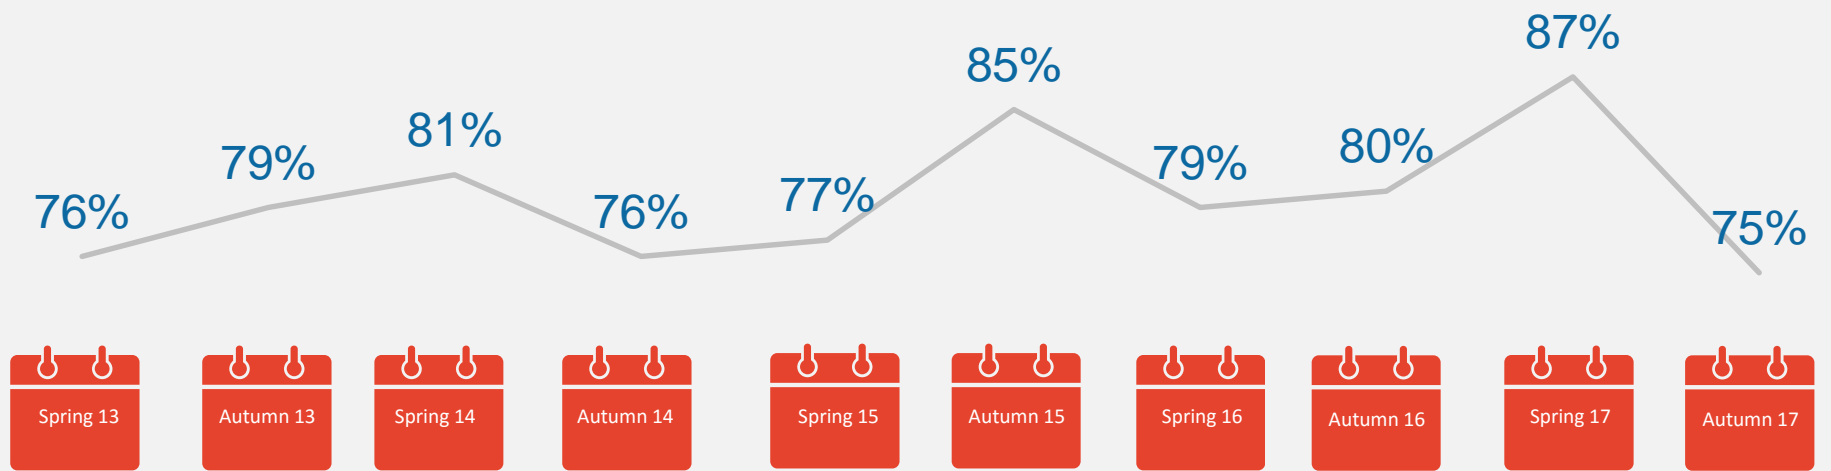 76%
79%
81%
76%
77%
85%
79%
80%
87%
75%
Spring 13
Autumn 13
Spring 14
Autumn 14
Spring 15
Autumn 15
Spring 16
Autumn 16
Spring 17
Autumn 17